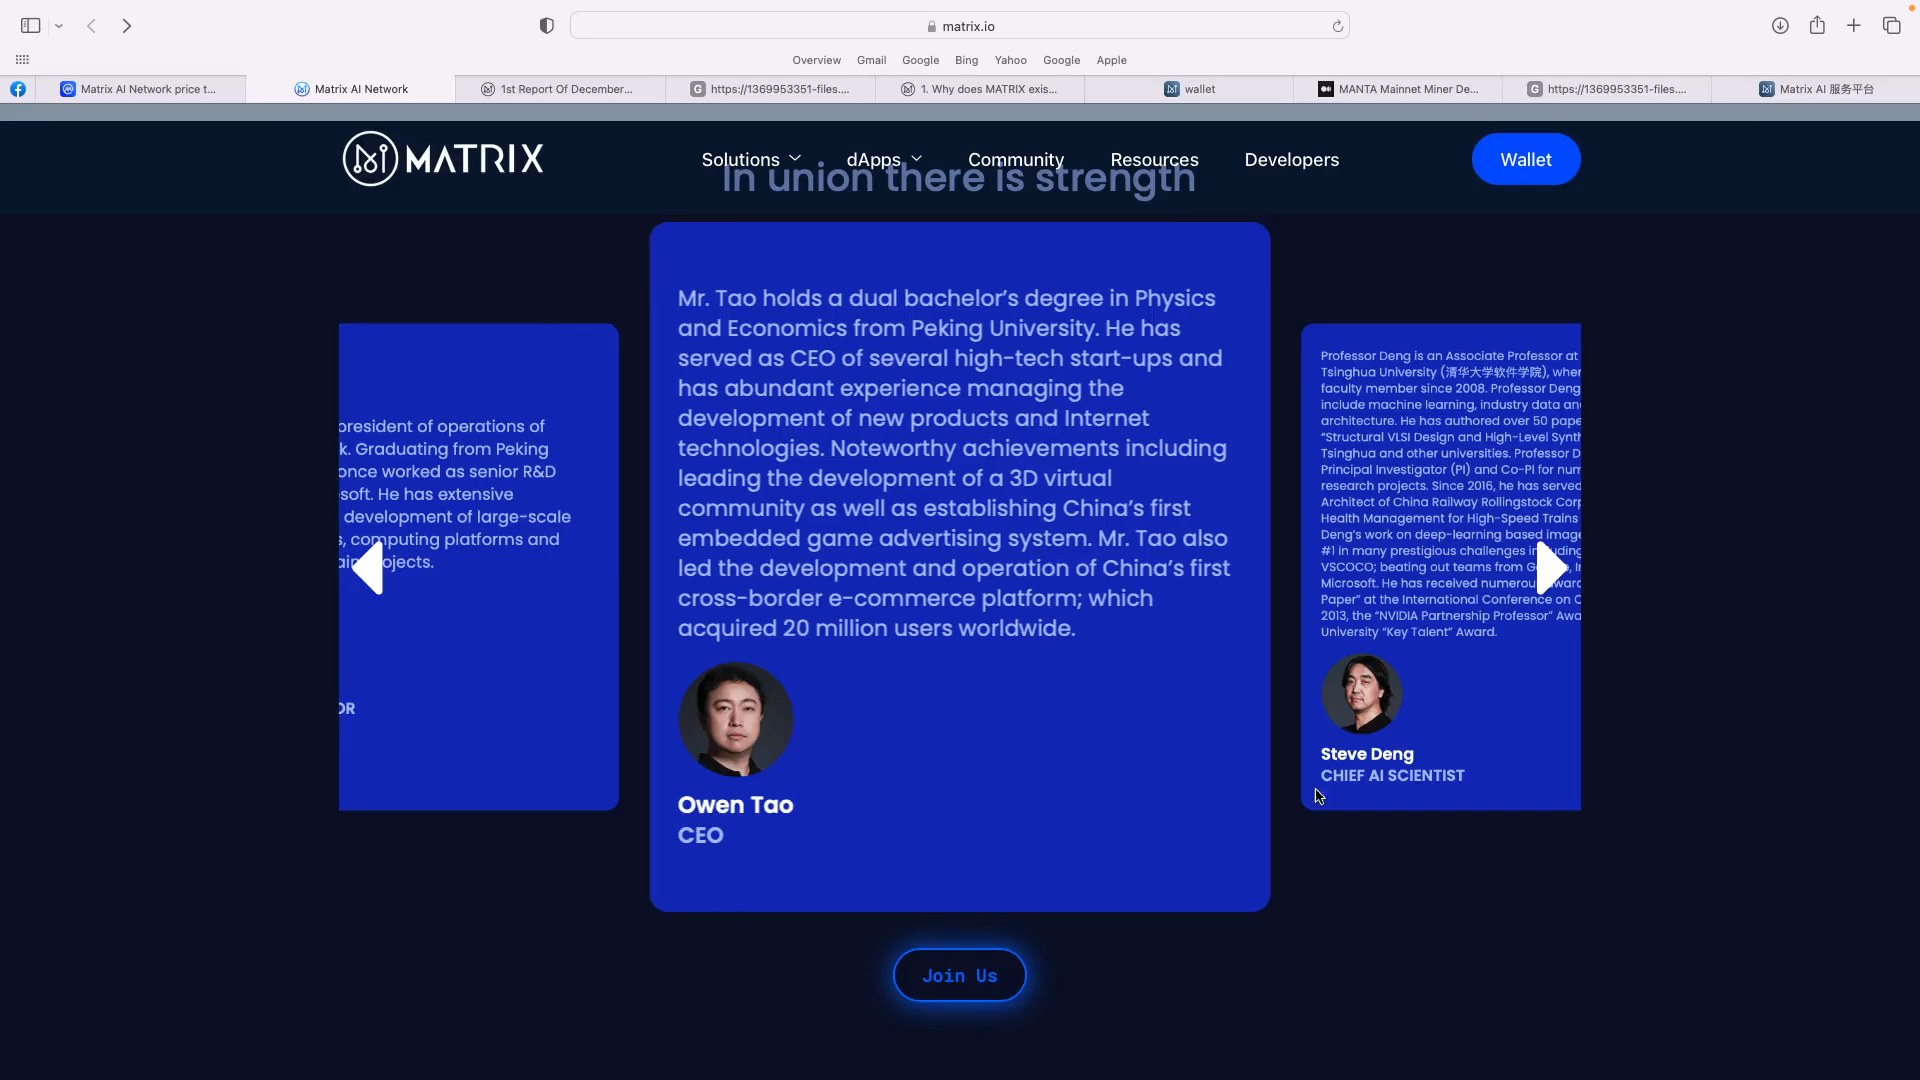 matrix.io
Overview Gmail Google Bing Yahoo Google Apple
Matrix AI Network price t...
Matrix AI Network
1st Report Of December...
https://1369953351-files....
1. Why does MATRIX exis...
wallet
MANTA Mainnet Miner De...
https://1369953351-files....
Matrix AI 服务平台
MATRIX
Solutions dApps Community Resources Developers
Wallet
In union there is strength
president of operations of
k. Graduating from Peking
once worked as senior R&D
soft. He has extensive
development of large-scale
s, computing platforms and
ojects.
OR
Mr. Tao holds a dual bachelor’s degree in Physics
and Economics from Peking University. He has
served as CEO of several high-tech start-ups and
has abundant experience managing the
development of new products and Internet
technologies. Noteworthy achievements including
leading the development of a 3D virtual
community as well as establishing China’s first
embedded game advertising system. Mr. Tao also
led the development and operation of China’s first
cross-border e-commerce platform; which
acquired 20 million users worldwide.
Owen Tao
CEO
Professor Deng is an Associate Professor at
Tsinghua University (清华大学软件学院), wher
faculty member since 2008. Professor Deng
include machine learning, industry data an
architecture. He has authored over 50 pape
“Structural VLSI Design and High-Level Synt
Tsinghua and other universities. Professor D
Principal Investigator (PI) and Co-PI for num
research projects. Since 2016, he has served
Architect of China Railway Rollingstock Corp
Health Management for High-Speed Trains
Deng’s work on deep-learning based image
#1 in many prestigious challenges including
VSCOCO; beating out teams from
Microsoft. He has received
Paper” at the International Conference on C
2013, the “NVIDIA Partnership Professor” Awa
University “Key Talent” Award.
Steve Deng
CHIEF AI SCIENTIST
Join Us